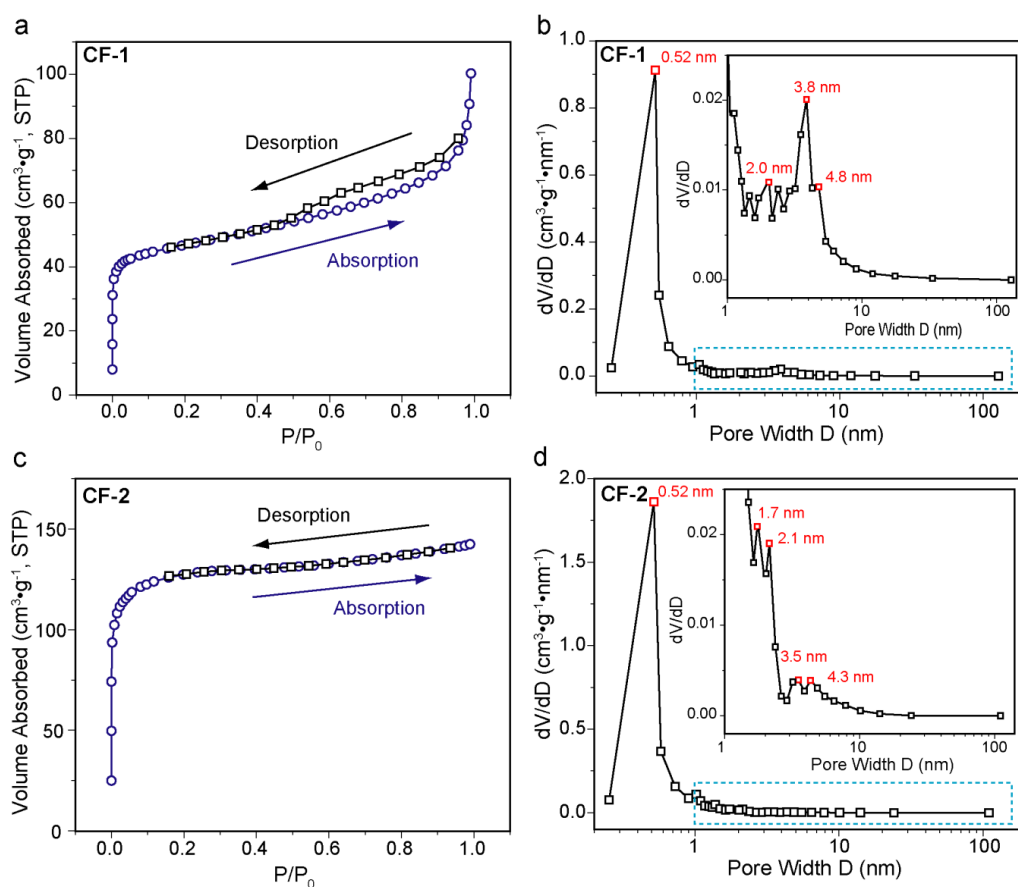 a
CF-1
Desorption
Absorption
Volume Absorbed (cm³•g⁻¹, STP)
100
80
60
40
20
0
0.0 0.2 0.4 0.6 0.8 1.0
P/P₀
b
CF-1
0.52 nm
dV/dD (cm³•g⁻¹•nm⁻¹)
1.0
0.8
0.6
0.4
0.2
0.0
1 10 100
Pore Width D (nm)
3.8 nm
2.0 nm
4.8 nm
dV/dD
0.02
0.01
0.00
1 10 100
Pore Width D (nm)
c
CF-2
Desorption
Absorption
Volume Absorbed (cm³•g⁻¹, STP)
150
100
50
0
0.0 0.2 0.4 0.6 0.8 1.0
P/P₀
d
CF-2
0.52 nm
dV/dD (cm³•g⁻¹•nm⁻¹)
2.0
1.5
1.0
0.5
0.0
1 10 100
Pore Width D (nm)
1.7 nm
2.1 nm
3.5 nm
4.3 nm
dV/dD
0.02
0.01
0.00
1 10 100
Pore Width D (nm)